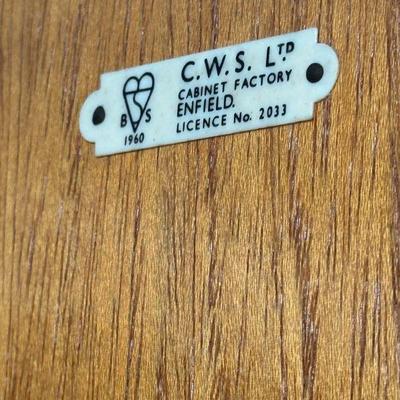 C.W.S. LTD
CABINET FACTORY
ENFIELD.
LICENCE No. 2033
B S
1960